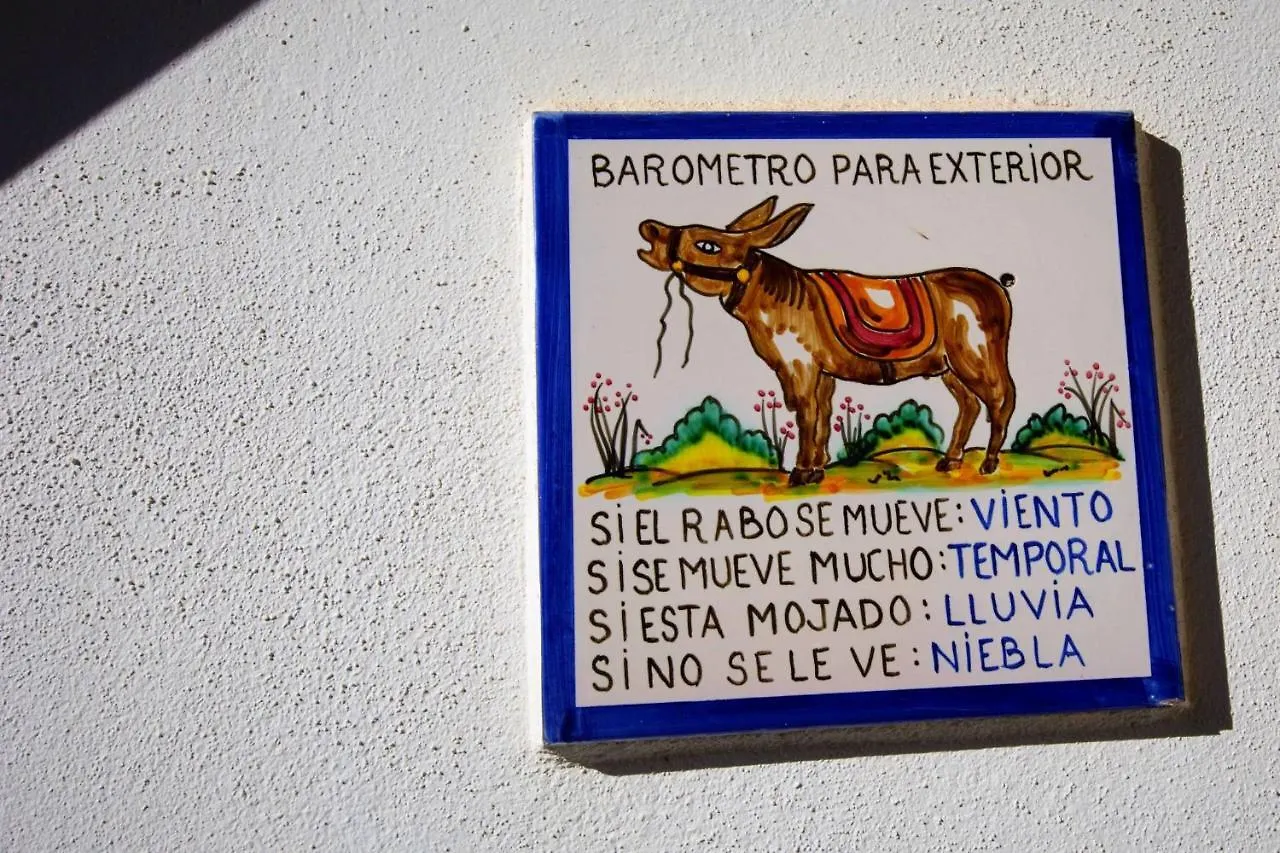 BAROMETRO PARA EXTERIOR
SI EL RABO SE MUEVE: VIENTO
SI SE MUEVE MUCHO: TEMPORAL
SI ESTA MOJADO: LLUVIA
SI NO SE LE VE: NIEBLA